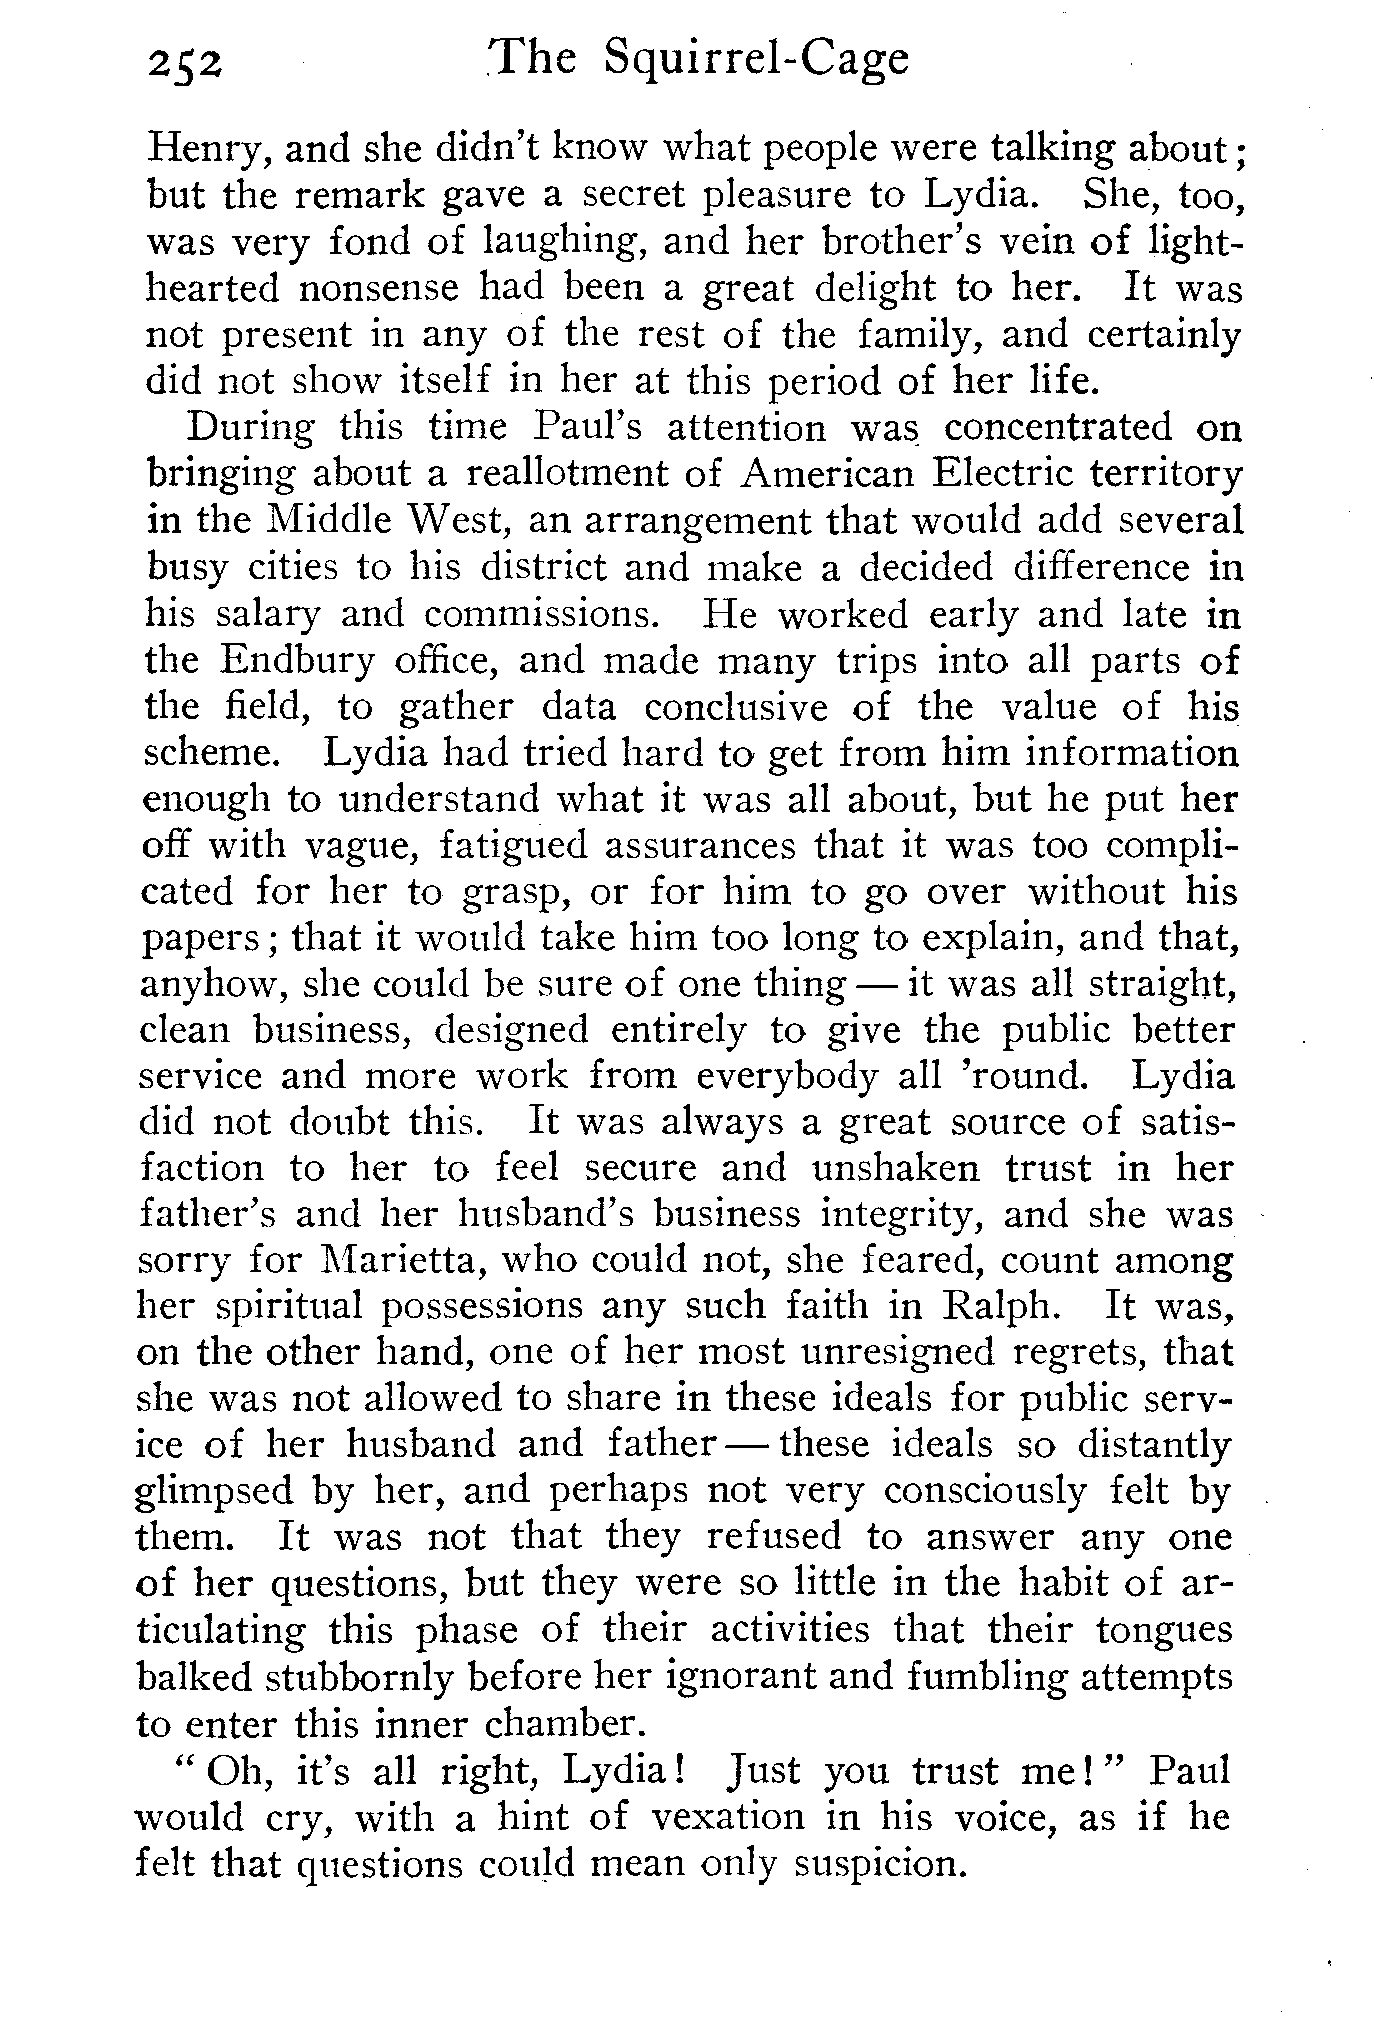 252 The Squirrel-Cage
Henry, and she didn't know what people were talking about;
but the remark gave a secret pleasure to Lydia. She, too,
was very fond of laughing, and her brother's vein of light-
hearted nonsense had been a great delight to her. It was
not present in any of the rest of the family, and certainly
did not show itself in her at this period of her life.
During this time Paul's attention was concentrated on
bringing about a reallotment of American Electric territory
in the Middle West, an arrangement that would add several
busy cities to his district and make a decided difference in
his salary and commissions. He worked early and late in
the Endbury office, and made many trips into all parts of
the field, to gather data conclusive of the value of his
scheme. Lydia had tried hard to get from him information
enough to understand what it was all about, but he put her
off with vague, fatigued assurances that it was too compli-
cated for her to grasp, or for him to go over without his
papers; that it would take him too long to explain, and that,
anyhow, she could be sure of one thing — it was all straight,
clean business, designed entirely to give the public better
service and more work from everybody all 'round. Lydia
did not doubt this. It was always a great source of satis-
faction to her to feel secure and unshaken trust in her
father's and her husband's business integrity, and she was
sorry for Marietta, who could not, she feared, count among
her spiritual possessions any such faith in Ralph. It was,
on the other hand, one of her most unresigned regrets, that
she was not allowed to share in these ideals for public serv-
ice of her husband and father — these ideals so distantly
glimpsed by her, and perhaps not very consciously felt by
them. It was not that they refused to answer any one
of her questions, but they were so little in the habit of ar-
ticulating this phase of their activities that their tongues
balked stubbornly before her ignorant and fumbling attempts
to enter this inner chamber.
" Oh, it's all right, Lydia! Just you trust me! " Paul
would cry, with a hint of vexation in his voice, as if he
felt that questions could mean only suspicion.